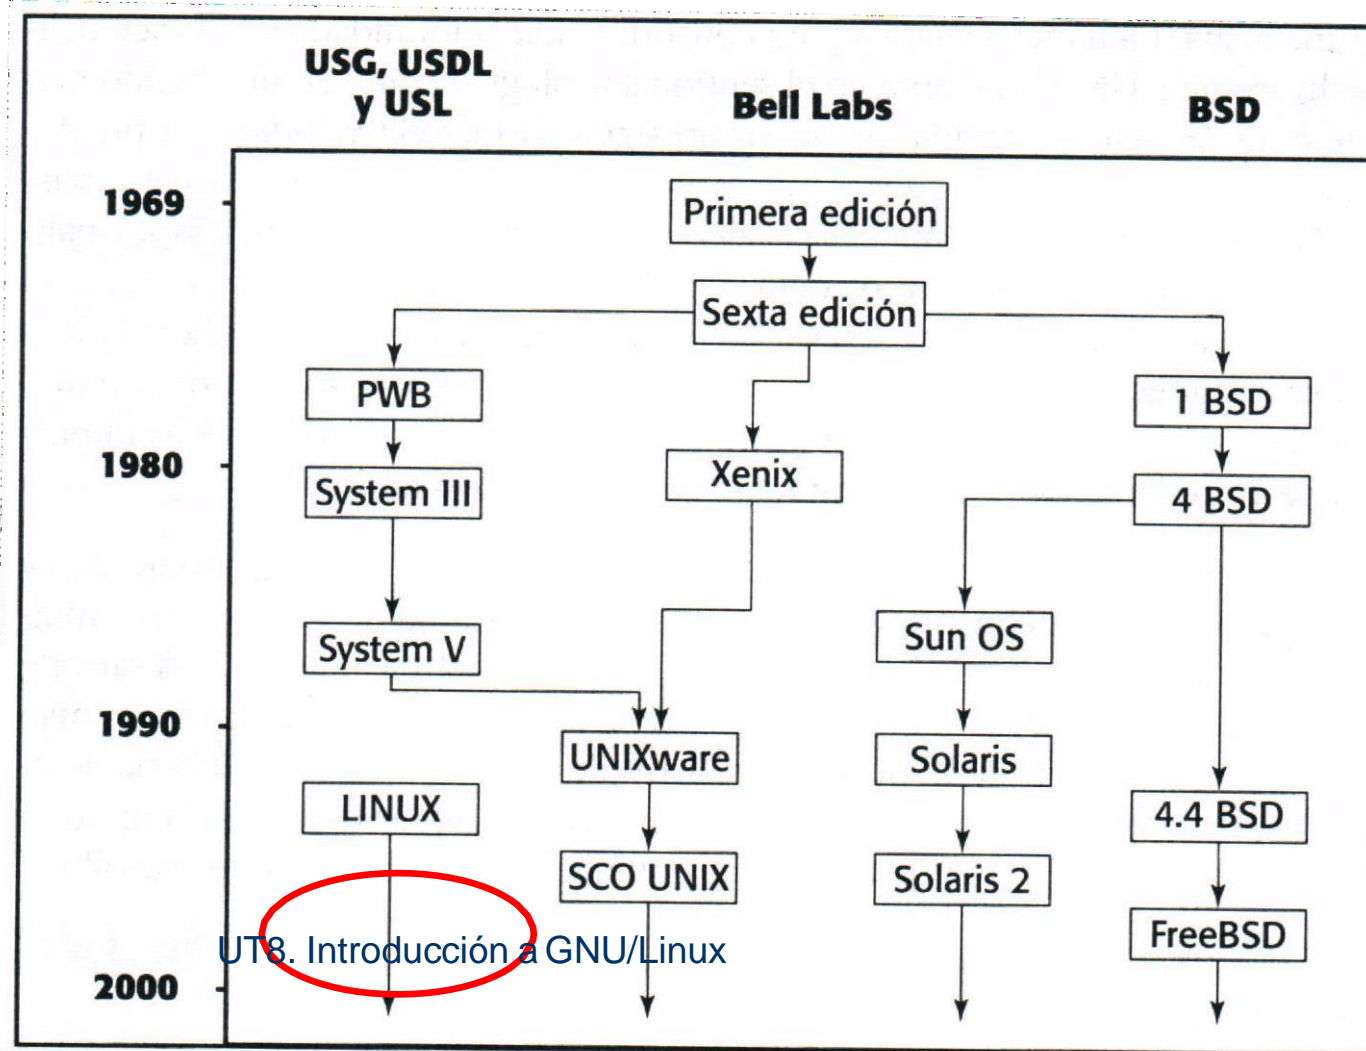 USG, USDL
y USL
Bell Labs
BSD
1969
Primera edición
Sexta edición
PWB
1 BSD
1980
System III
Xenix
4 BSD
System V
Sun OS
1990
UNIXware
Solaris
LINUX
4.4 BSD
SCO UNIX
Solaris 2
FreeBSD
UT8. Introducción a GNU/Linux
2000